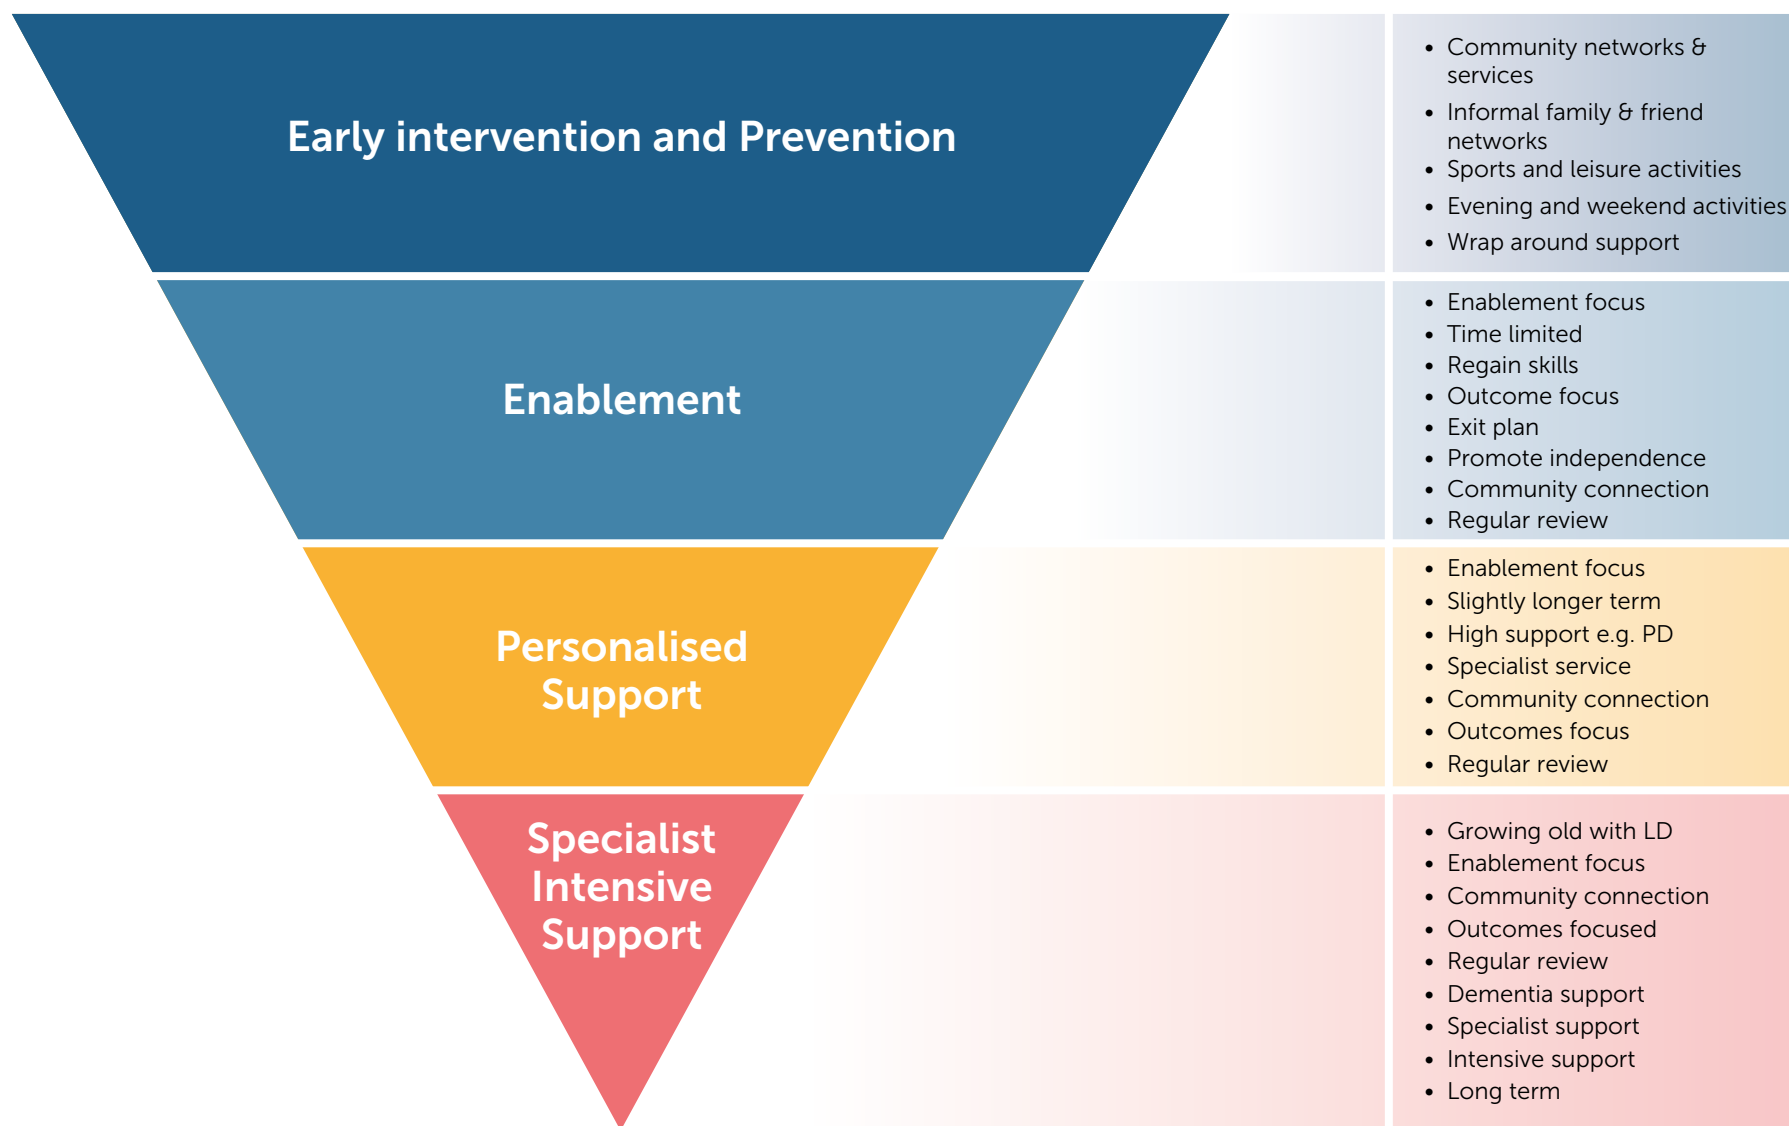 Early intervention and Prevention
• Community networks &
services
• Informal family & friend
networks
• Sports and leisure activities
• Evening and weekend activities
• Wrap around support
Enablement
• Enablement focus
• Time limited
• Regain skills
• Outcome focus
• Exit plan
• Promote independence
• Community connection
• Regular review
Personalised
Support
• Enablement focus
• Slightly longer term
• High support e.g. PD
• Specialist service
• Community connection
• Outcomes focus
• Regular review
Specialist
Intensive
Support
• Growing old with LD
• Enablement focus
• Community connection
• Outcomes focused
• Regular review
• Dementia support
• Specialist support
• Intensive support
• Long term